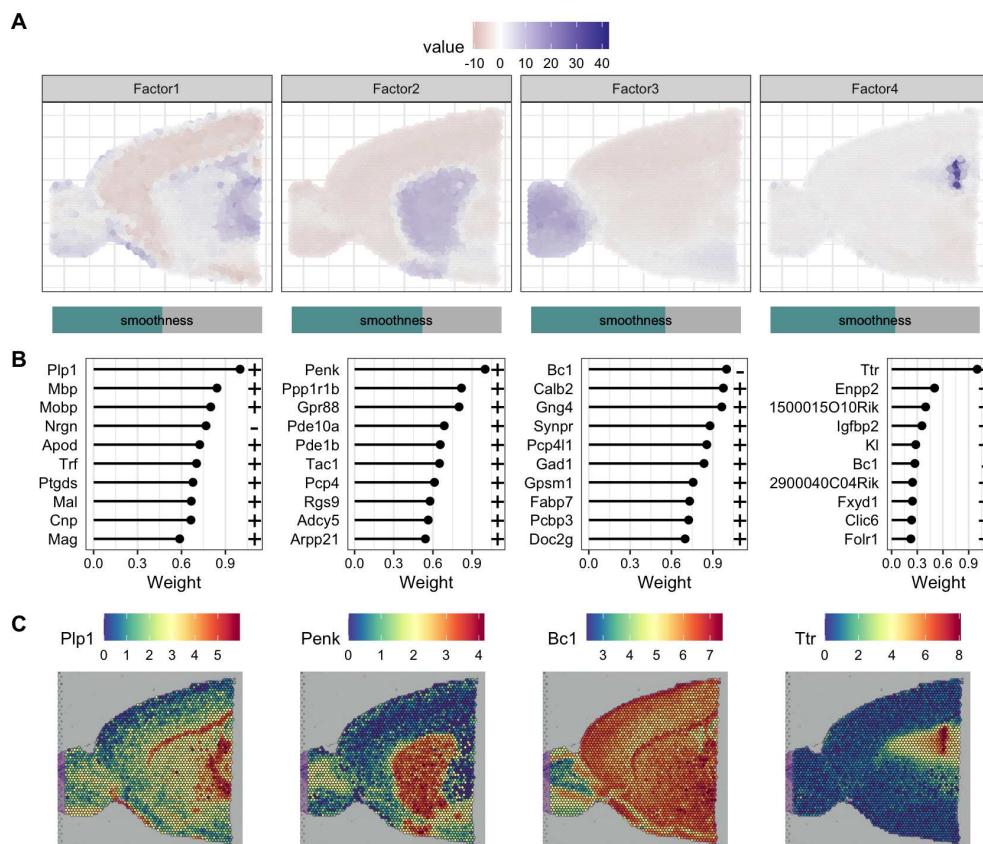 A
value
-10 0 10 20 30 40
Factor1 Factor2 Factor3 Factor4
smoothness smoothness smoothness smoothness
B
Plp1 +
Mbp +
Mobp +
Nrgn -
Apod +
Trf +
Ptgds +
Mal +
Cnp +
Mag +
0.0 0.3 0.6 0.9
Weight
Penk +
Ppp1r1b +
Gpr88 +
Pde10a +
Pde1b +
Tac1 +
Pcp4 +
Rgs9 +
Adcy5 +
Arpp21 +
0.0 0.3 0.6 0.9
Weight
Bc1 -
Calb2 +
Gng4 +
Synpr +
Pcp4l1 +
Gad1 +
Gpsm1 +
Fabp7 +
Pcbp3 +
Doc2g +
0.0 0.3 0.6 0.9
Weight
Ttr
Enpp2
1500015O10Rik
Igfbp2
Kl
Bc1
2900040C04Rik
Fxyd1
Clic6
Folr1
0.0 0.3 0.6 0.9
Weight
C
Plp1
0 1 2 3 4 5
Penk
0 1 2 3 4
Bc1
3 4 5 6 7
Ttr
0 2 4 6 8